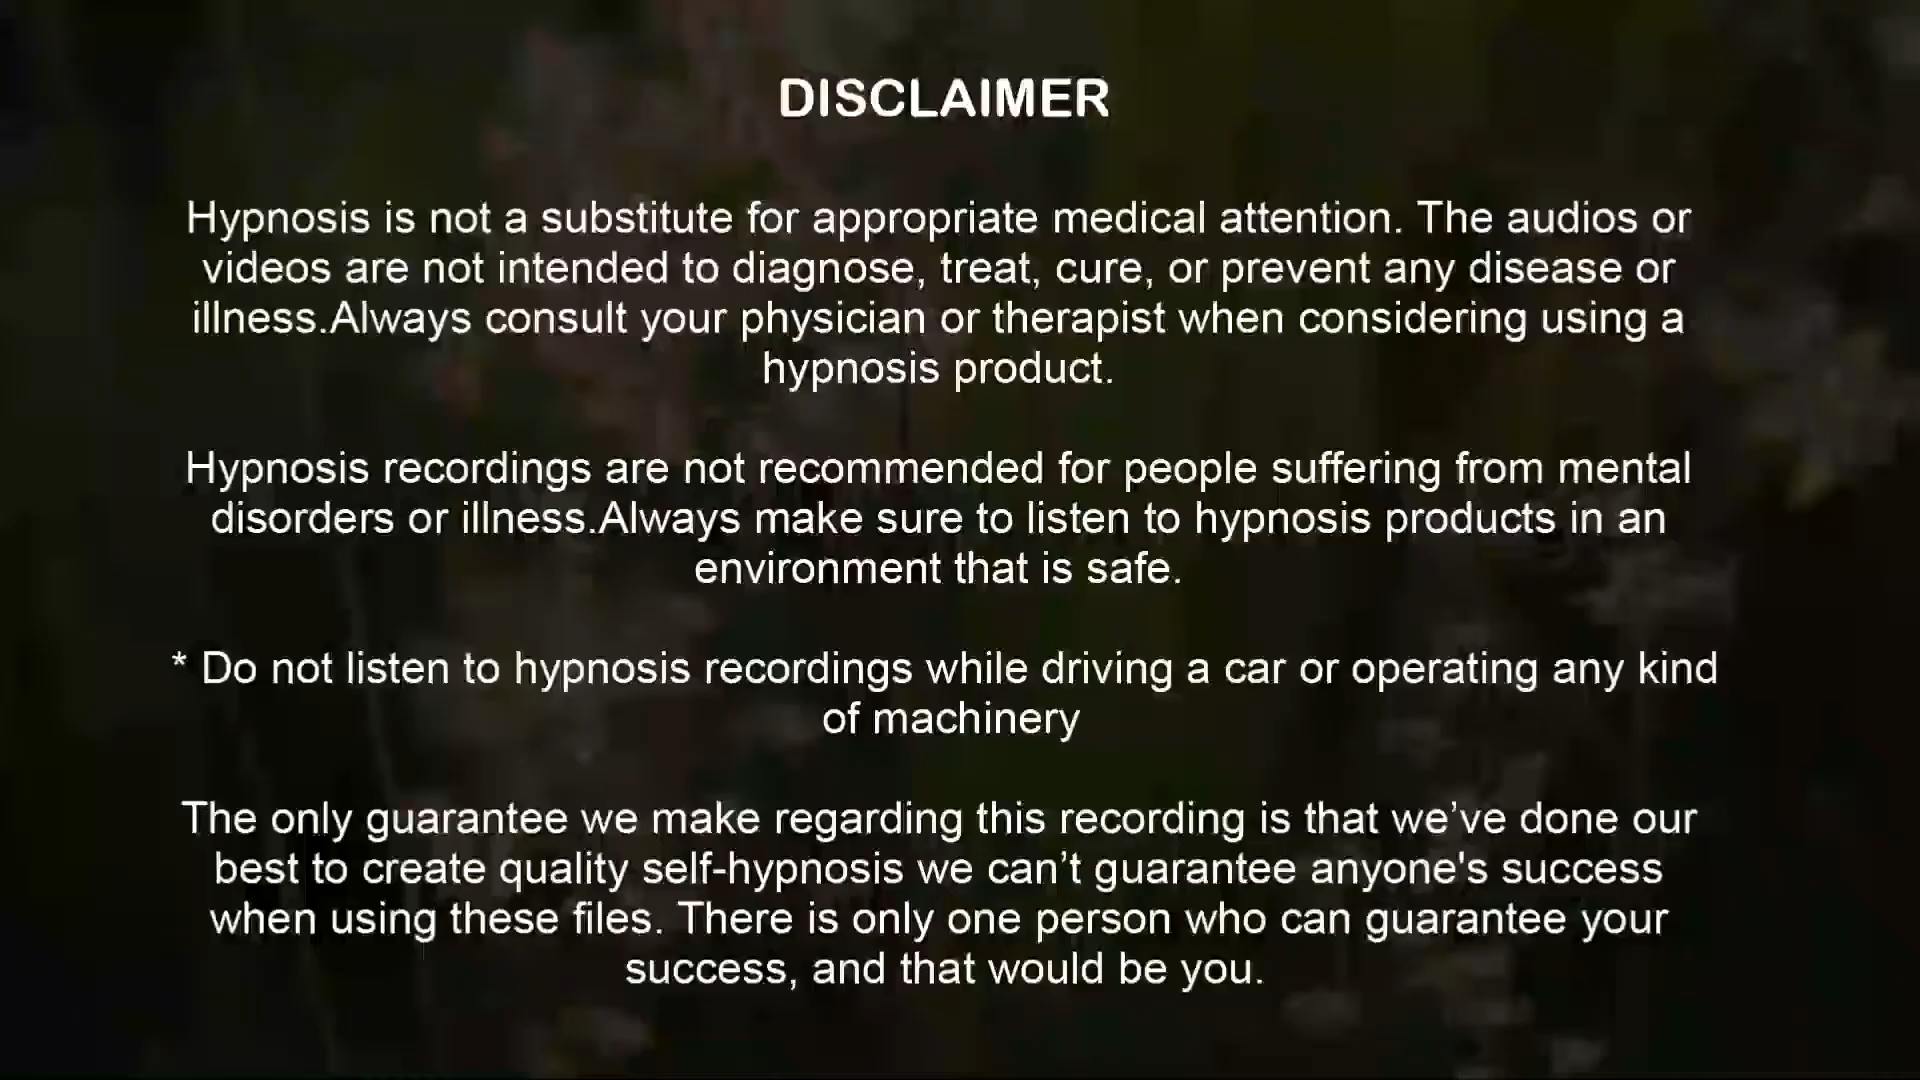 DISCLAIMER
Hypnosis is not a substitute for appropriate medical attention. The audios or
videos are not intended to diagnose, treat, cure, or prevent any disease or
illness.Always consult your physician or therapist when considering using a
hypnosis product.
Hypnosis recordings are not recommended for people suffering from mental
disorders or illness.Always make sure to listen to hypnosis products in an
environment that is safe.
* Do not listen to hypnosis recordings while driving a car or operating any kind
of machinery
The only guarantee we make regarding this recording is that we’ve done our
best to create quality self-hypnosis we can’t guarantee anyone's success
when using these files. There is only one person who can guarantee your
success, and that would be you.